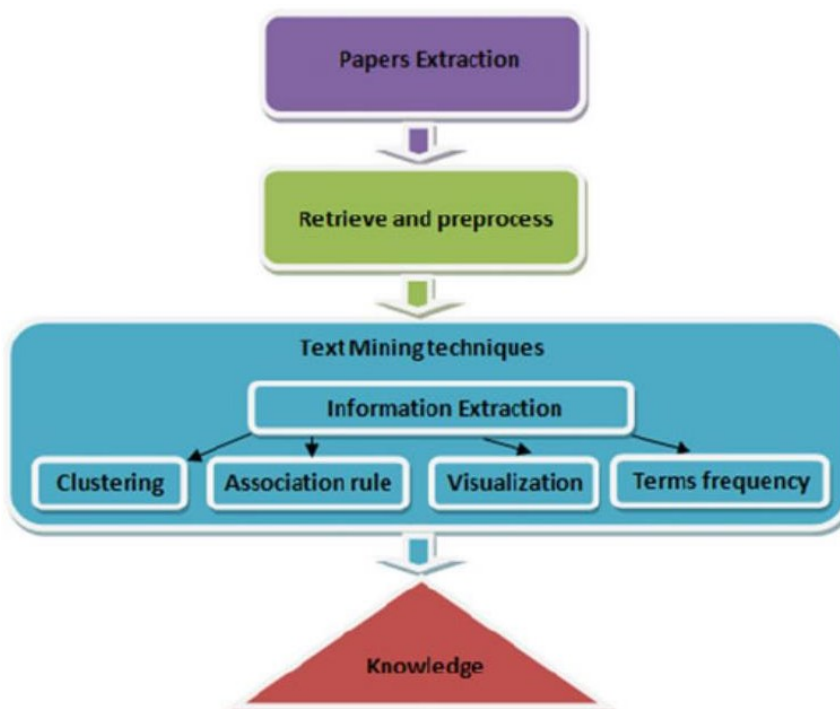 Papers Extraction
Retrieve and preprocess
Text Mining techniques
Information Extraction
Clustering
Association rule
Visualization
Terms frequency
Knowledge